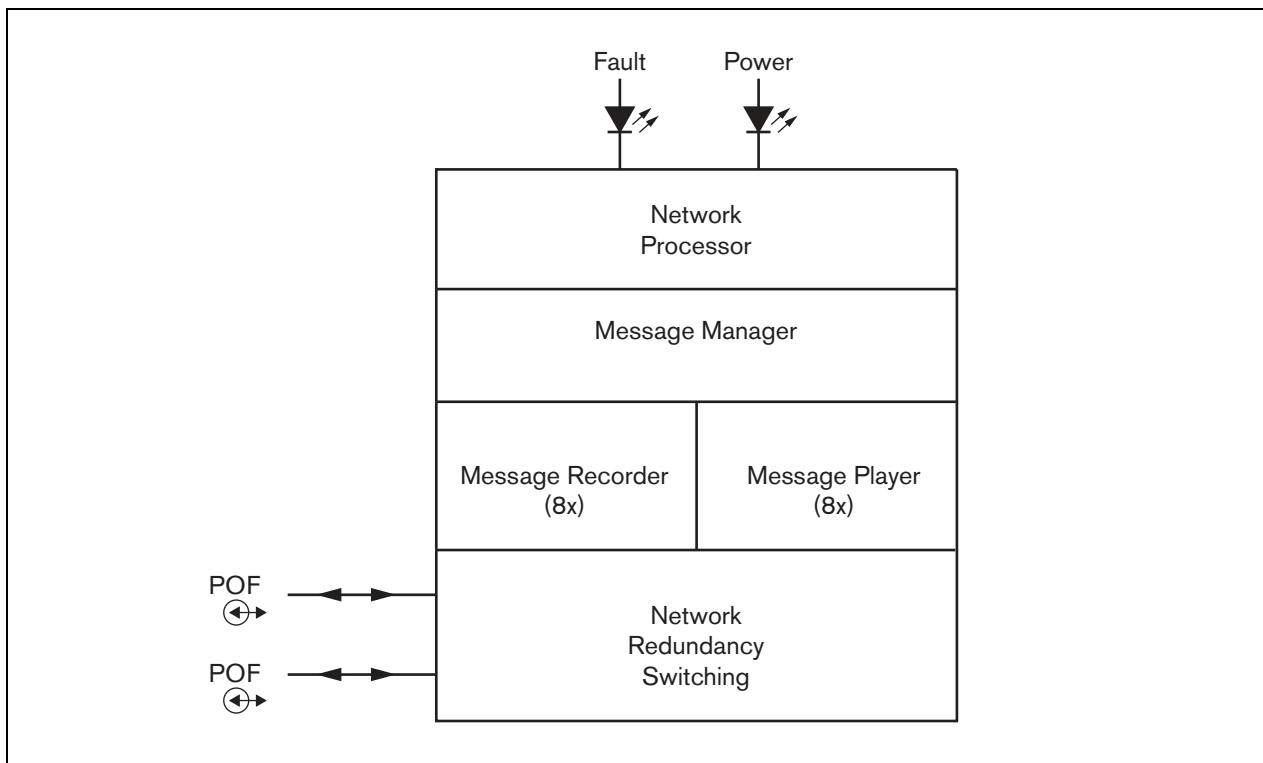 Fault
Power
Network
Processor
Message Manager
Message Recorder
(8x)
Message Player
(8x)
POF
POF
Network
Redundancy
Switching